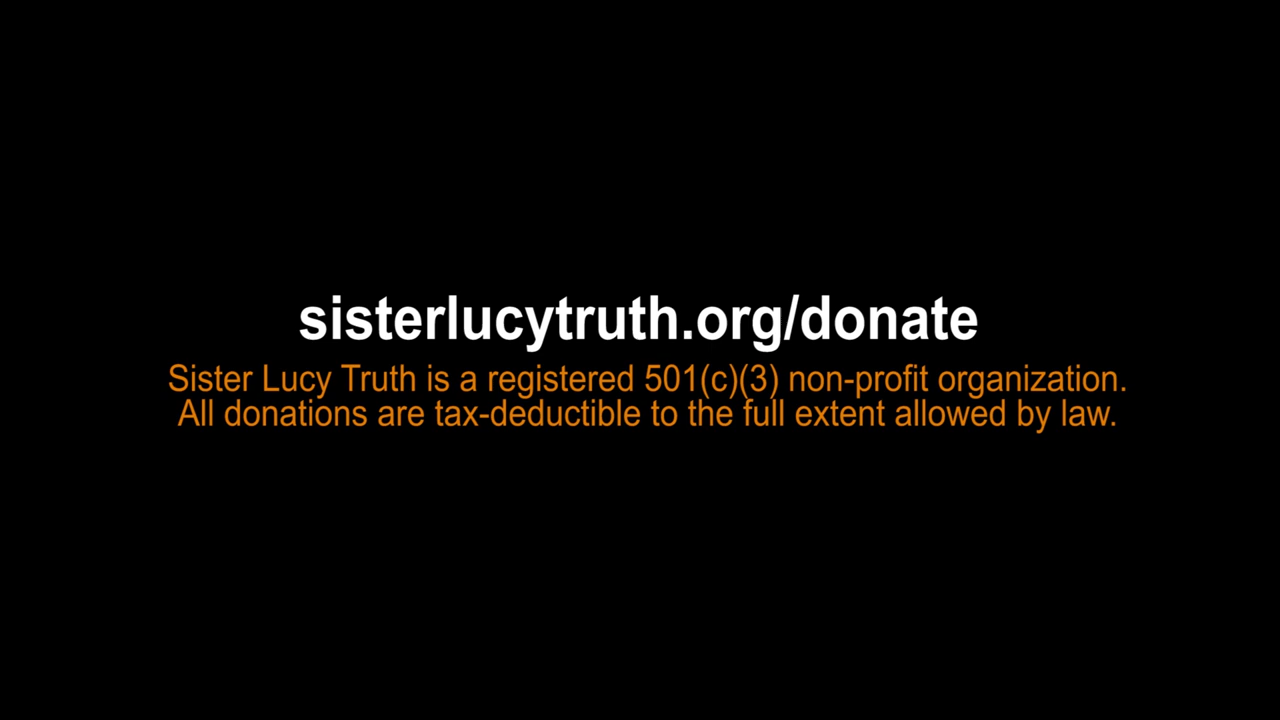 sisterlucytruth.org/donate
Sister Lucy Truth is a registered 501(c)(3) non-profit organization.
All donations are tax-deductible to the full extent allowed by law.